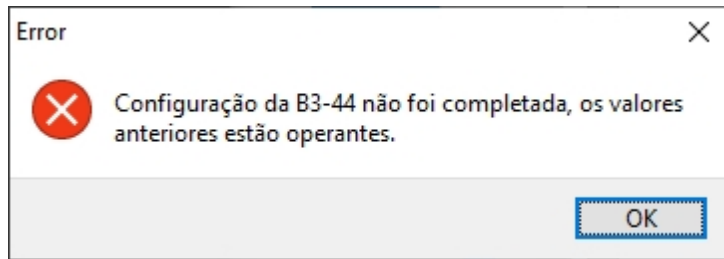 Error
Configuração da B3-44 não foi completada, os valores
anteriores estão operantes.
OK